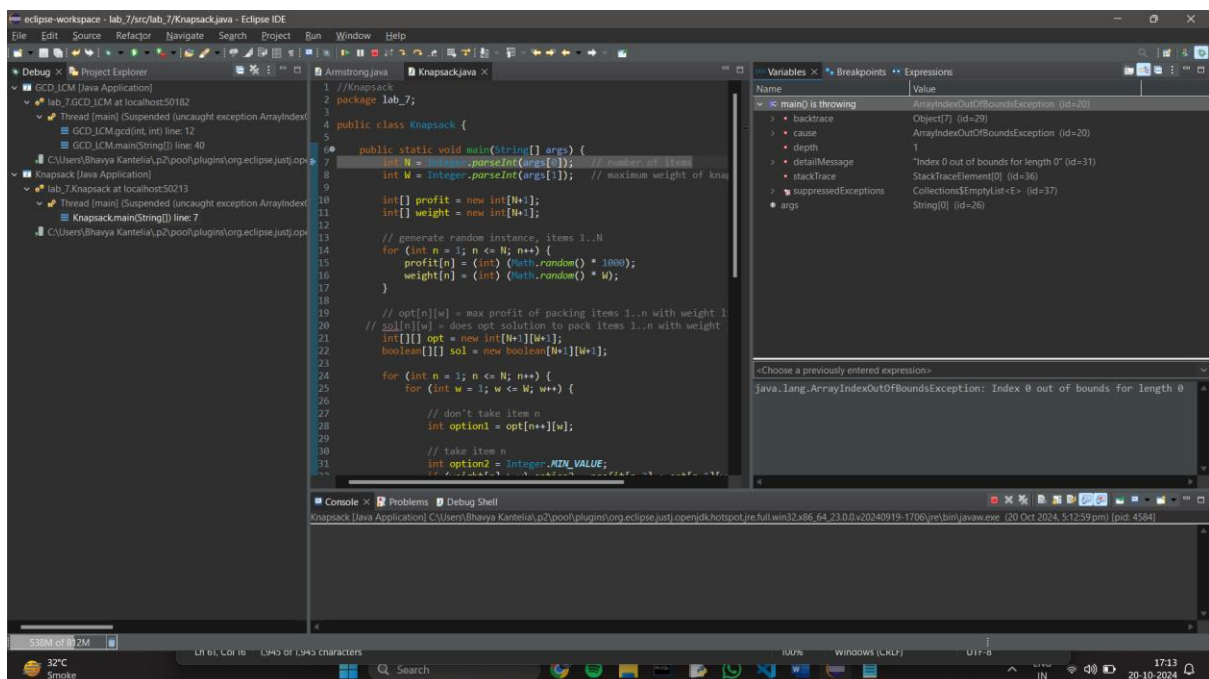 eclipse-workspace - lab_7/src/lab_7/Knapsack.java - Eclipse IDE
File Edit Source Refactor Navigate Search Project Run Window Help
Debug Project Explorer
GCD_LCM [Java Application]
lab_7.GCD_LCM at localhost:50182
Thread [main] (Suspended (uncaught exception ArrayIndexO
GCD_LCM.gcd(int, int) line: 12
GCD_LCM.main(String[]) line: 40
C:\Users\Bhavya Kantelia\.p2\pool\plugins\org.eclipse.justj.ope
Knapsack [Java Application]
lab_7.Knapsack at localhost:50213
Thread [main] (Suspended (uncaught exception ArrayIndexO
Knapsack.main(String[]) line: 7
C:\Users\Bhavya Kantelia\.p2\pool\plugins\org.eclipse.justj.ope
Armstrong.java Knapsack.java
1 //Knapsack
2 package lab_7;
3
4 public class Knapsack {
5
6 public static void main(String[] args) {
7 int N = Integer.parseInt(args[0]); // number of items
8 int W = Integer.parseInt(args[1]); // maximum weight of knap
9
10 int[] profit = new int[N+1];
11 int[] weight = new int[N+1];
12
13 // generate random instance, items 1..N
14 for (int n = 1; n <= N; n++) {
15 profit[n] = (int) (Math.random() * 1000);
16 weight[n] = (int) (Math.random() * W);
17 }
18
19 // opt[n][w] = max profit of packing items 1..n with weight l
20 // sol[n][w] = does opt solution to pack items 1..n with weight
21 int[][] opt = new int[N+1][W+1];
22 boolean[][] sol = new boolean[N+1][W+1];
23
24 for (int n = 1; n <= N; n++) {
25 for (int w = 1; w <= W; w++) {
26
27 // don't take item n
28 int option1 = opt[n++][w];
29
30 // take item n
31 int option2 = Integer.MIN_VALUE;
Variables Breakpoints Expressions
Name Value
main() is throwing ArrayIndexOutOfBoundsException (id=20)
backtrace Object[7] (id=29)
cause ArrayIndexOutOfBoundsException (id=20)
depth 1
detailMessage "Index 0 out of bounds for length 0" (id=31)
stackTrace StackTraceElement[0] (id=36)
suppressedExceptions Collections$EmptyList<E> (id=37)
args String[0] (id=26)
<Choose a previously entered expression>
java.lang.ArrayIndexOutOfBoundsException: Index 0 out of bounds for length 0
Console Problems Debug Shell
Knapsack [Java Application] C:\Users\Bhavya Kantelia\.p2\pool\plugins\org.eclipse.justj.openjdk.hotspot.jre.full.win32.x86_64_23.0.0.v20240919-1706\jre\bin\javaw.exe (20 Oct 2024, 5:12:59 pm) [pid: 4584]
538M of 812M
Ln 61, Col 16 1,945 of 1,945 characters 100% Windows (CRLF) UTF-8
32°C
Smoke
Search
IN
17:13
20-10-2024